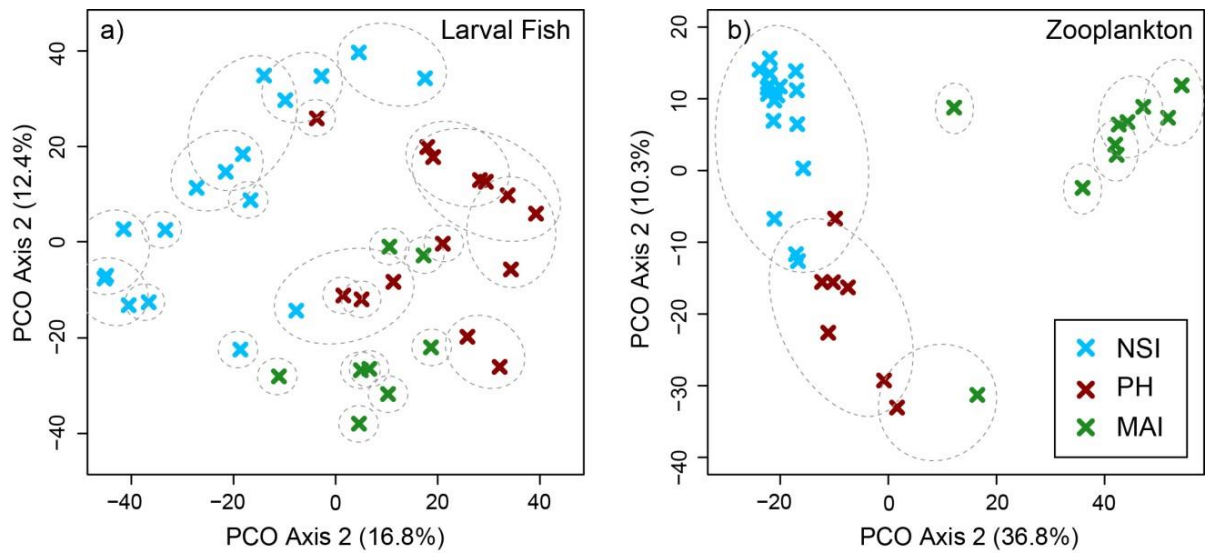 a) Larval Fish
40
20
0
−20
−40
PCO Axis 2 (12.4%)
−40 −20 0 20 40
PCO Axis 2 (16.8%)
b) Zooplankton
20
10
0
−10
−20
−30
−40
PCO Axis 2 (10.3%)
−20 0 20 40
PCO Axis 2 (36.8%)
NSI
PH
MAI